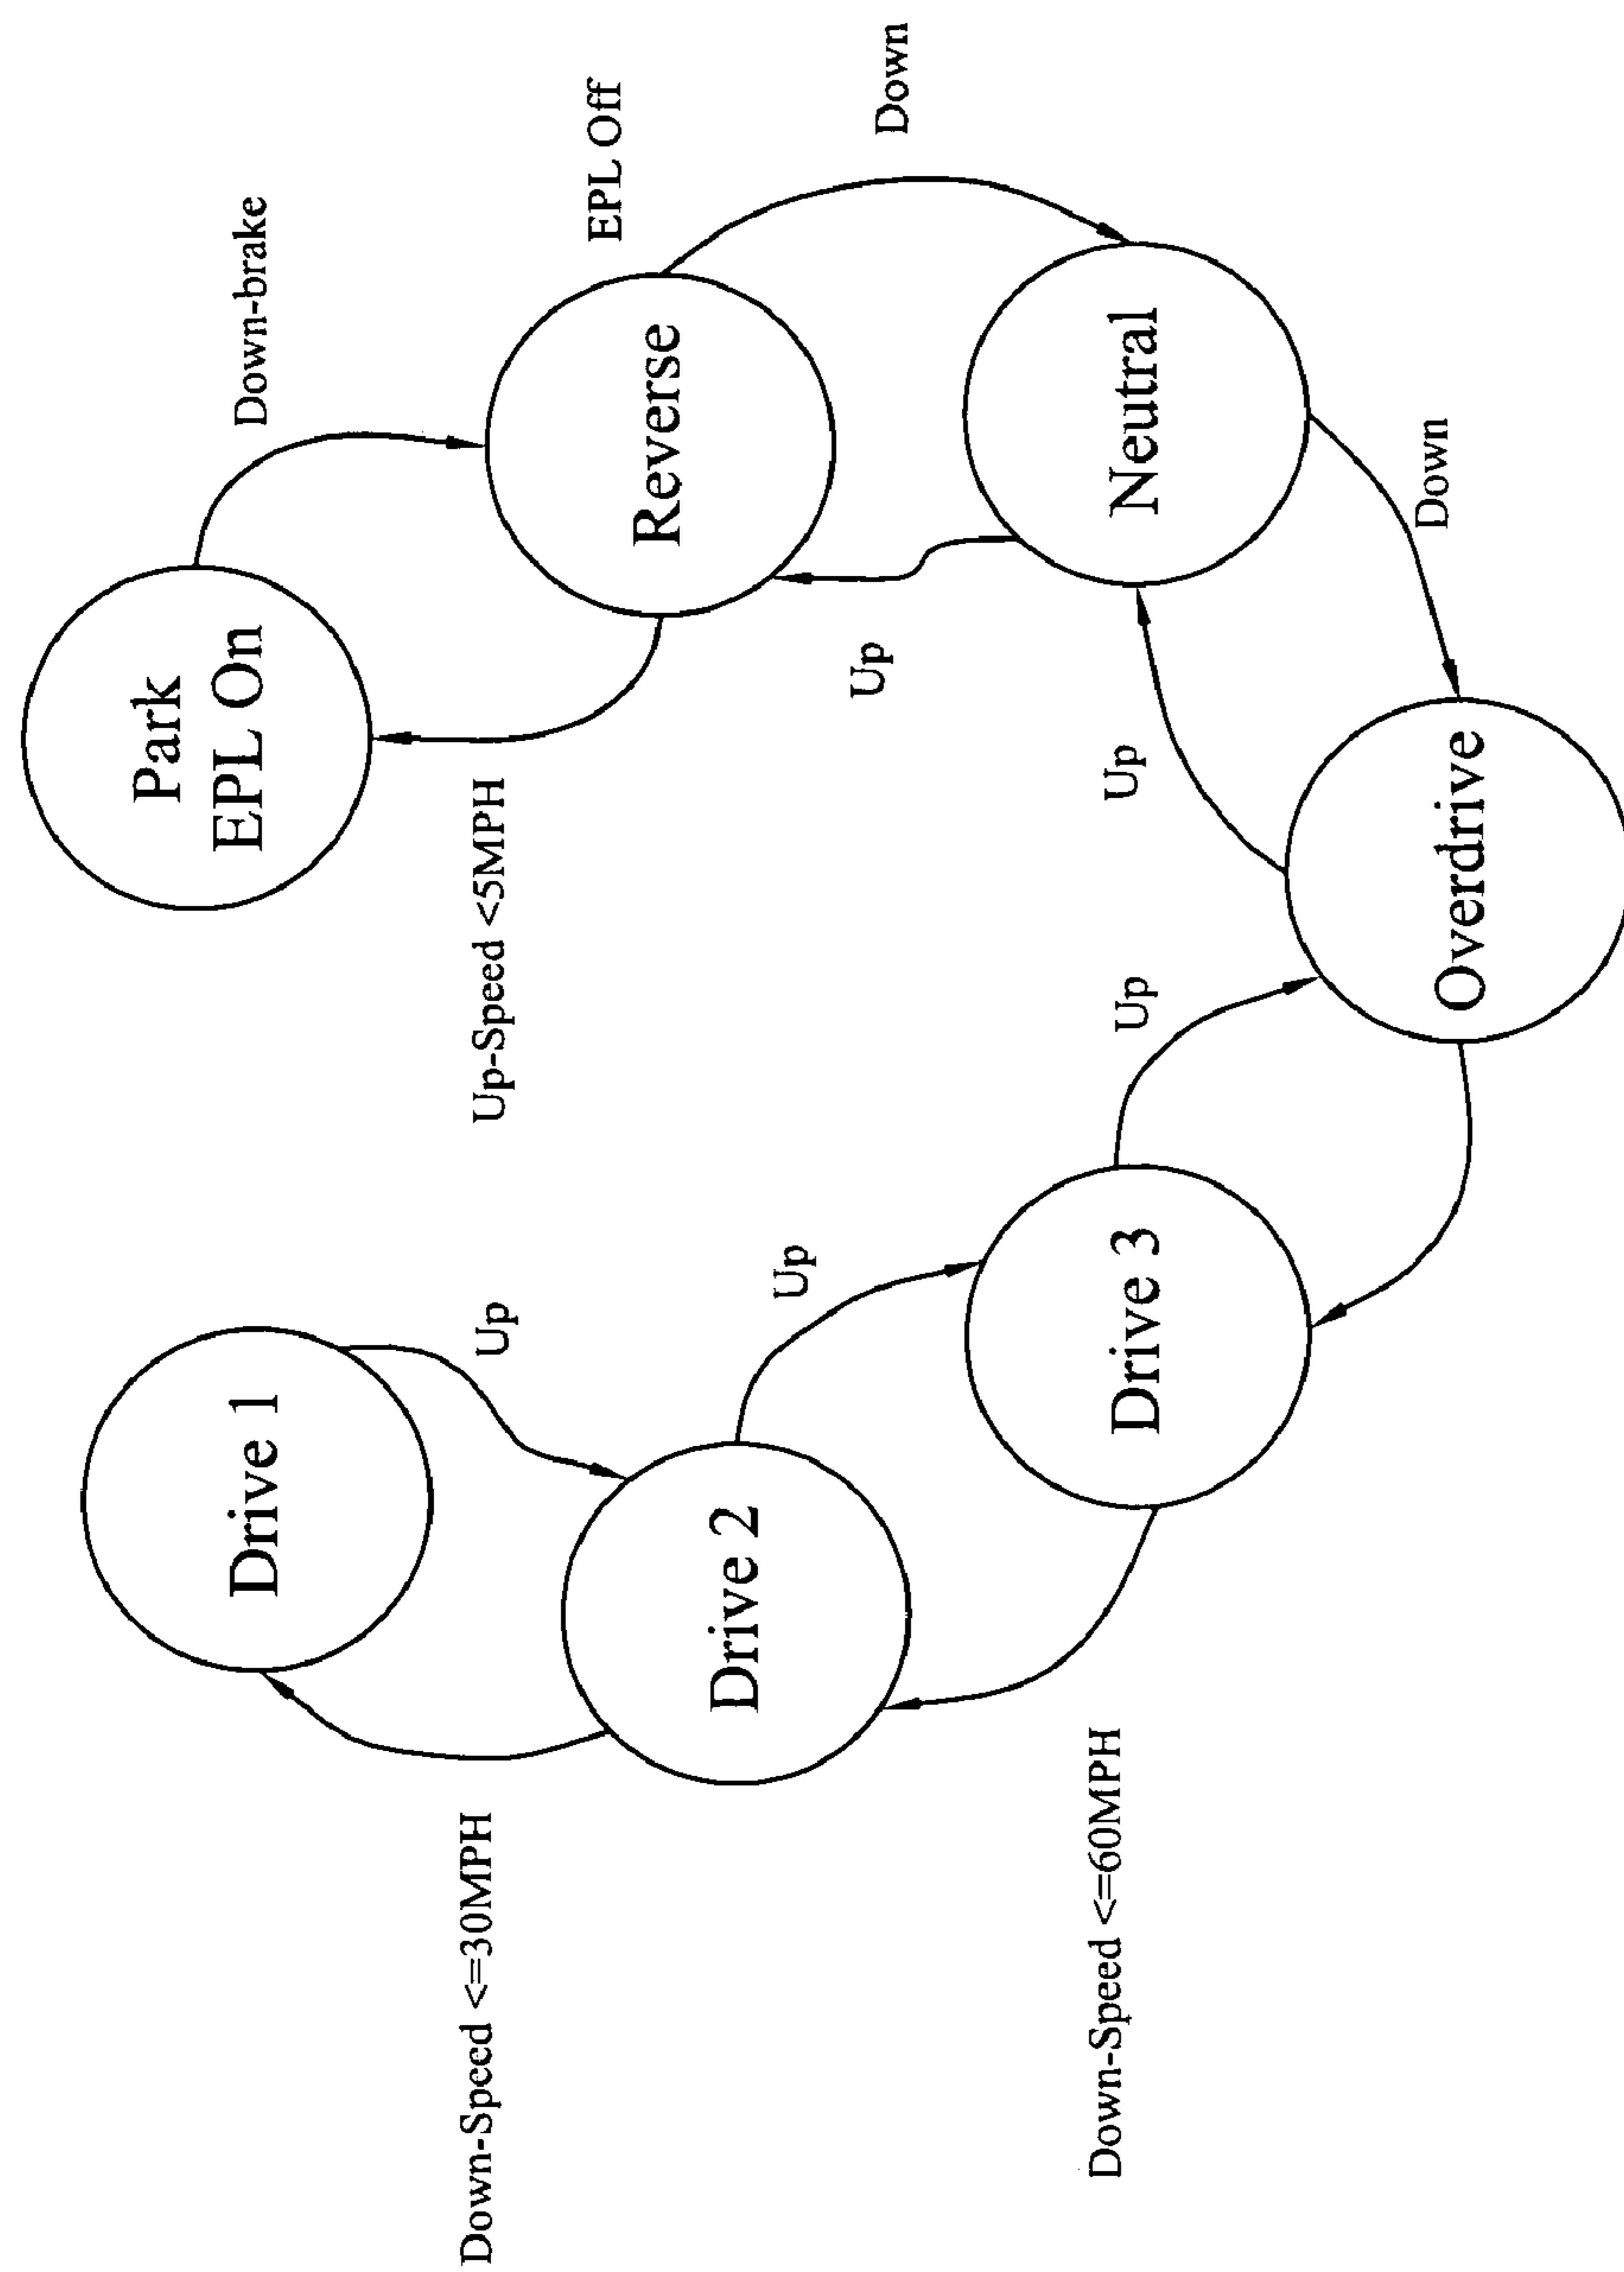 Down-brake
Park
EPL On
EPL Off
Reverse
Up-Speed <5MPH
Down
Up
Neutral
Up
Down
Overdrive
Up
Drive 3
Up
Drive 2
Up
Drive 1
Down-Speed <=30MPH
Down-Speed <=60MPH